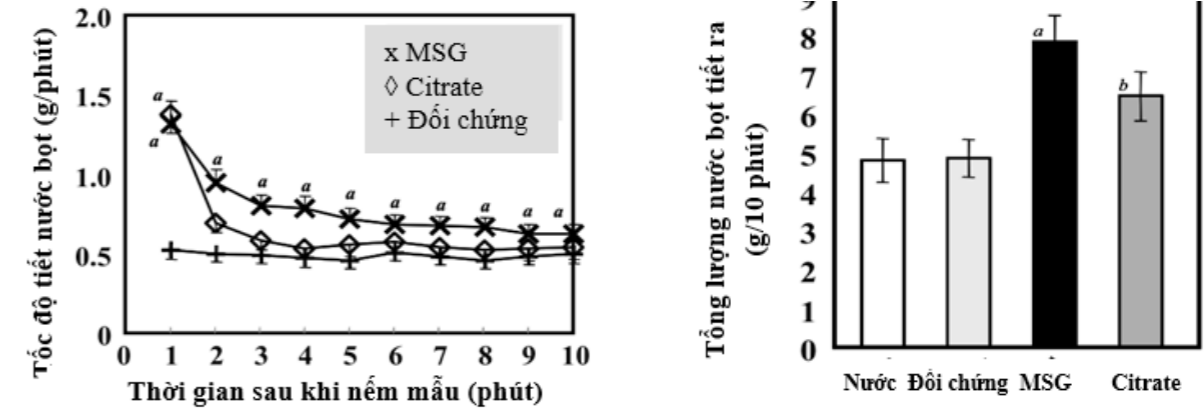 2.0
1.5
1.0
0.5
0
Tốc độ tiết nước bọt (g/phút)
x MSG
◊ Citrate
+ Đối chứng
a
a
a
a
a
a
a
a
a
a
a
0 1 2 3 4 5 6 7 8 9 10
Thời gian sau khi nếm mẫu (phút)
Tổng lượng nước bọt tiết ra
(g/10 phút)
9
8
7
6
5
4
3
2
1
0
a
b
Nước Đối chứng MSG Citrate